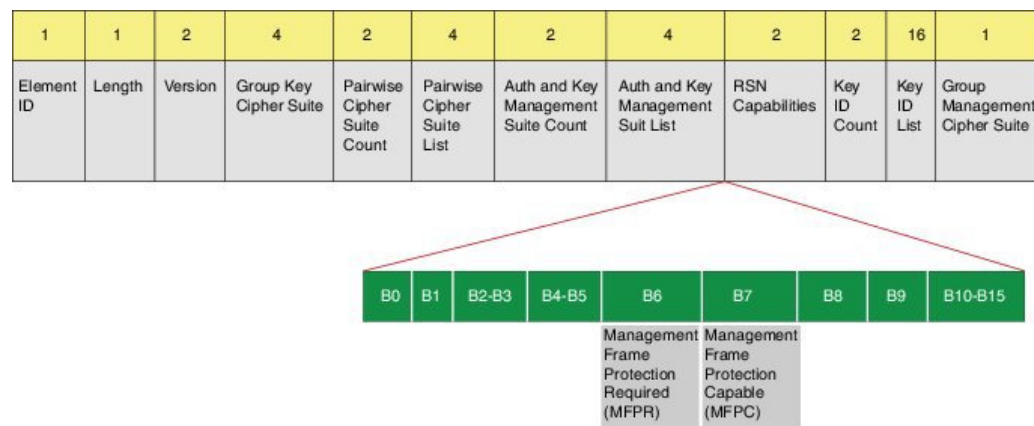 1 1 2 4 2 4 2 4 2 2 16 1
Element
ID
Length
Version
Group Key
Cipher Suite
Pairwise
Cipher
Suite
Count
Pairwise
Cipher
Suite
List
Auth and Key
Management
Suite Count
Auth and Key
Management
Suit List
RSN
Capabilities
Key
ID
Count
Key
ID
List
Group
Management
Cipher Suite
B0 B1 B2-B3 B4-B5 B6 B7 B8 B9 B10-B15
Management
Frame
Protection
Required
(MFPR)
Management
Frame
Protection
Capable
(MFPC)